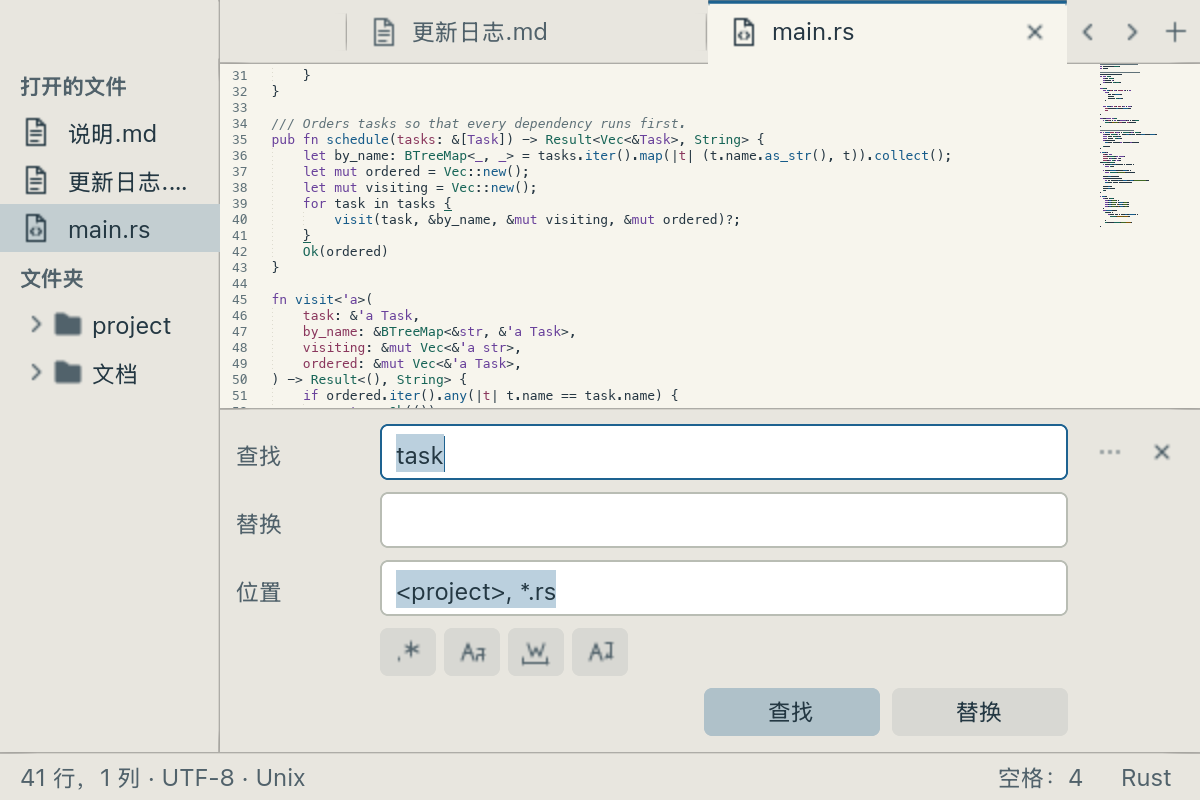 更新日志.md
main.rs
打开的文件
说明.md
更新日志....
main.rs
文件夹
project
文档
31     }
32 }
33
34 /// Orders tasks so that every dependency runs first.
35 pub fn schedule(tasks: &[Task]) -> Result<Vec<&Task>, String> {
36     let by_name: BTreeMap<_, _> = tasks.iter().map(|t| (t.name.as_str(), t)).collect();
37     let mut ordered = Vec::new();
38     let mut visiting = Vec::new();
39     for task in tasks {
40         visit(task, &by_name, &mut visiting, &mut ordered)?;
41     }
42     Ok(ordered)
43 }
44
45 fn visit<'a>(
46     task: &'a Task,
47     by_name: &BTreeMap<&str, &'a Task>,
48     visiting: &mut Vec<&'a str>,
49     ordered: &mut Vec<&'a Task>,
50 ) -> Result<(), String> {
51     if ordered.iter().any(|t| t.name == task.name) {
查找
task
替换
位置
<project>, *.rs
查找
替换
41 行，1 列 · UTF-8 · Unix
空格：4
Rust